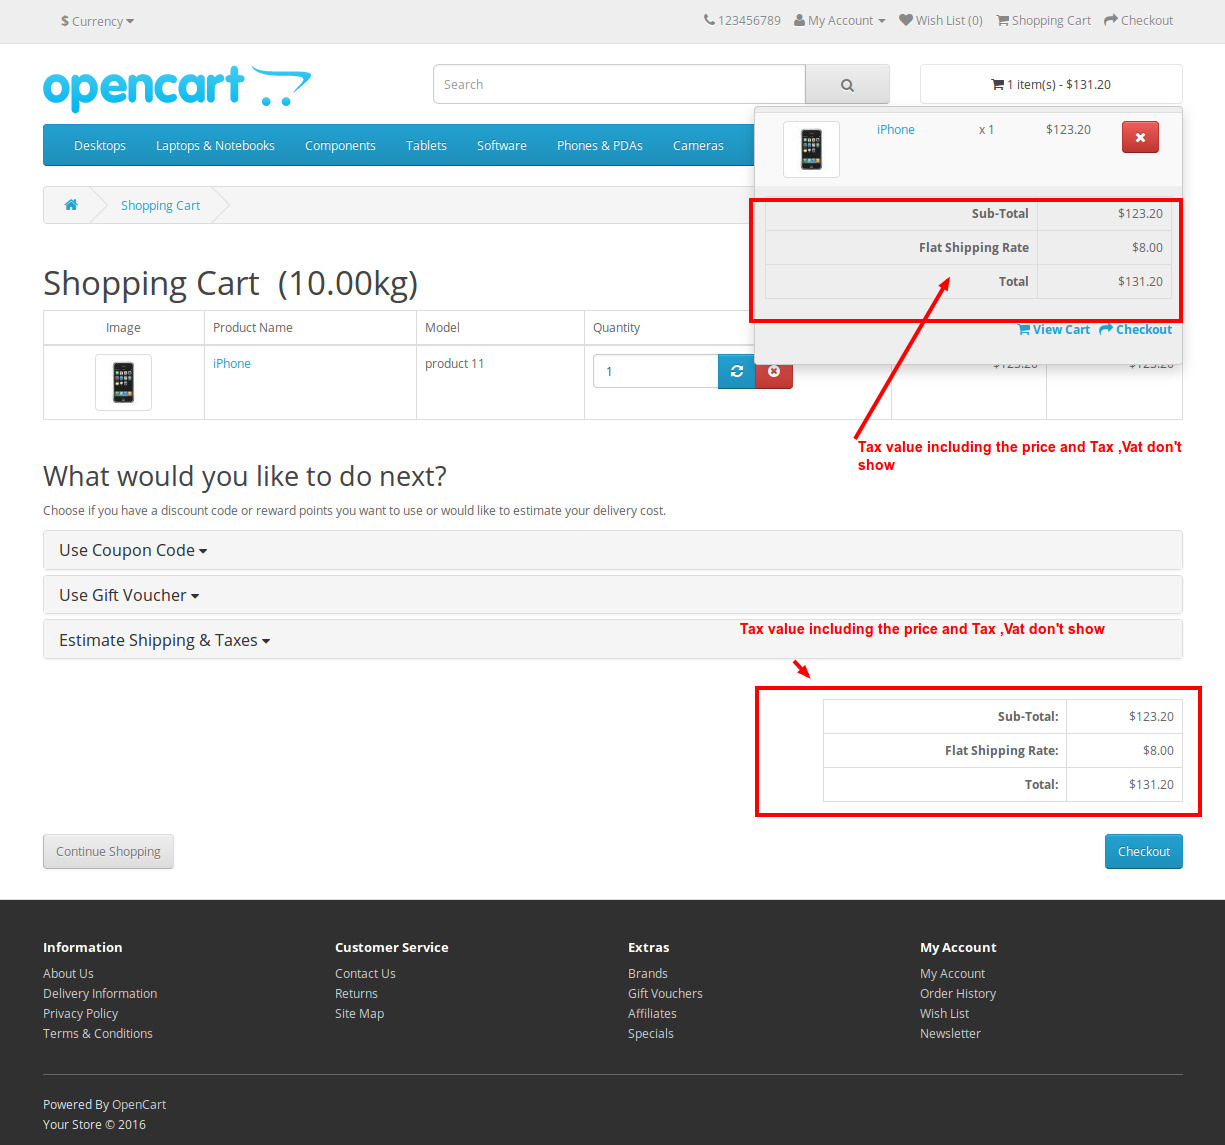 $ Currency
123456789 My Account Wish List (0) Shopping Cart Checkout
opencart
Search
1 item(s) - $131.20
Desktops Laptops & Notebooks Components Tablets Software Phones & PDAs Cameras
iPhone x 1 $123.20
Sub-Total $123.20
Flat Shipping Rate $8.00
Total $131.20
View Cart Checkout
Shopping Cart
Shopping Cart (10.00kg)
Image Product Name Model Quantity
iPhone product 11 1 $123.20 $123.20
Tax value including the price and Tax ,Vat don't
show
What would you like to do next?
Choose if you have a discount code or reward points you want to use or would like to estimate your delivery cost.
Use Coupon Code
Use Gift Voucher
Estimate Shipping & Taxes
Tax value including the price and Tax ,Vat don't show
Sub-Total: $123.20
Flat Shipping Rate: $8.00
Total: $131.20
Continue Shopping Checkout
Information Customer Service Extras My Account
About Us Contact Us Brands My Account
Delivery Information Returns Gift Vouchers Order History
Privacy Policy Site Map Affiliates Wish List
Terms & Conditions Specials Newsletter
Powered By OpenCart
Your Store © 2016